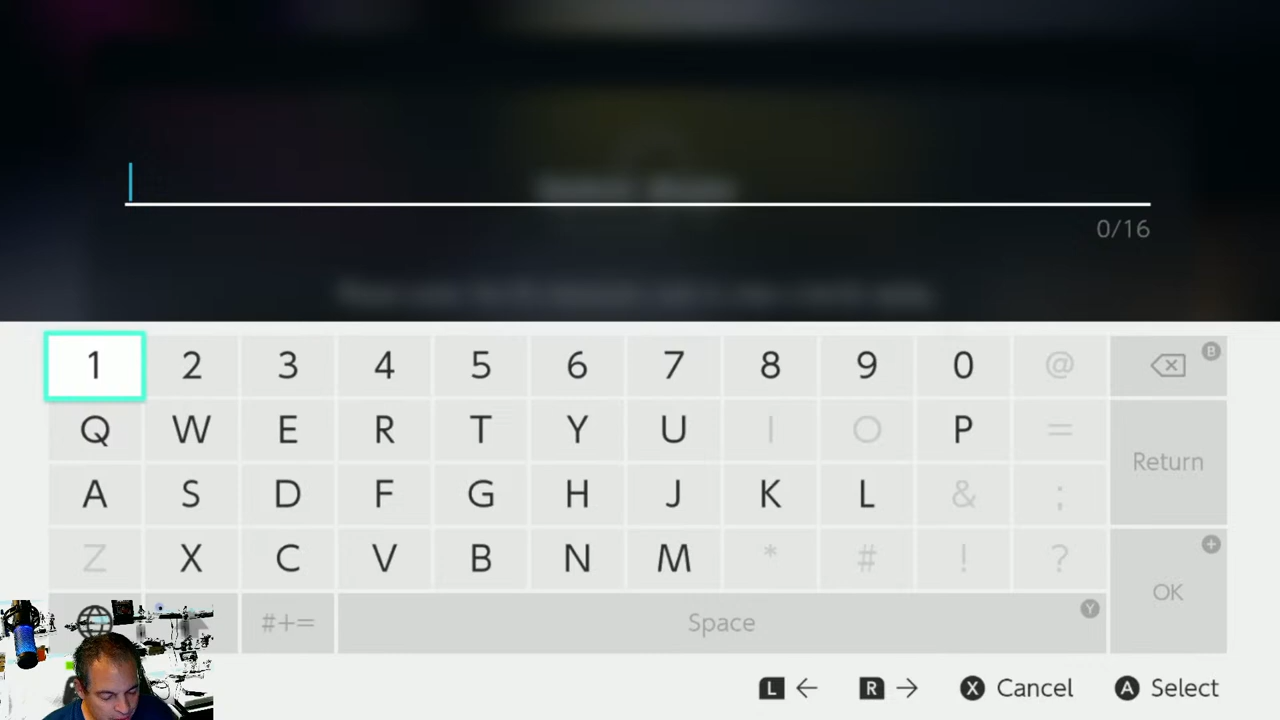 0/16
1 2 3 4 5 6 7 8 9 0 @ B
Q W E R T Y U I O P = Return
A S D F G H J K L & ;
Z X C V B N M * # ! ? + OK
#+= Space Y
L ← R → X Cancel A Select